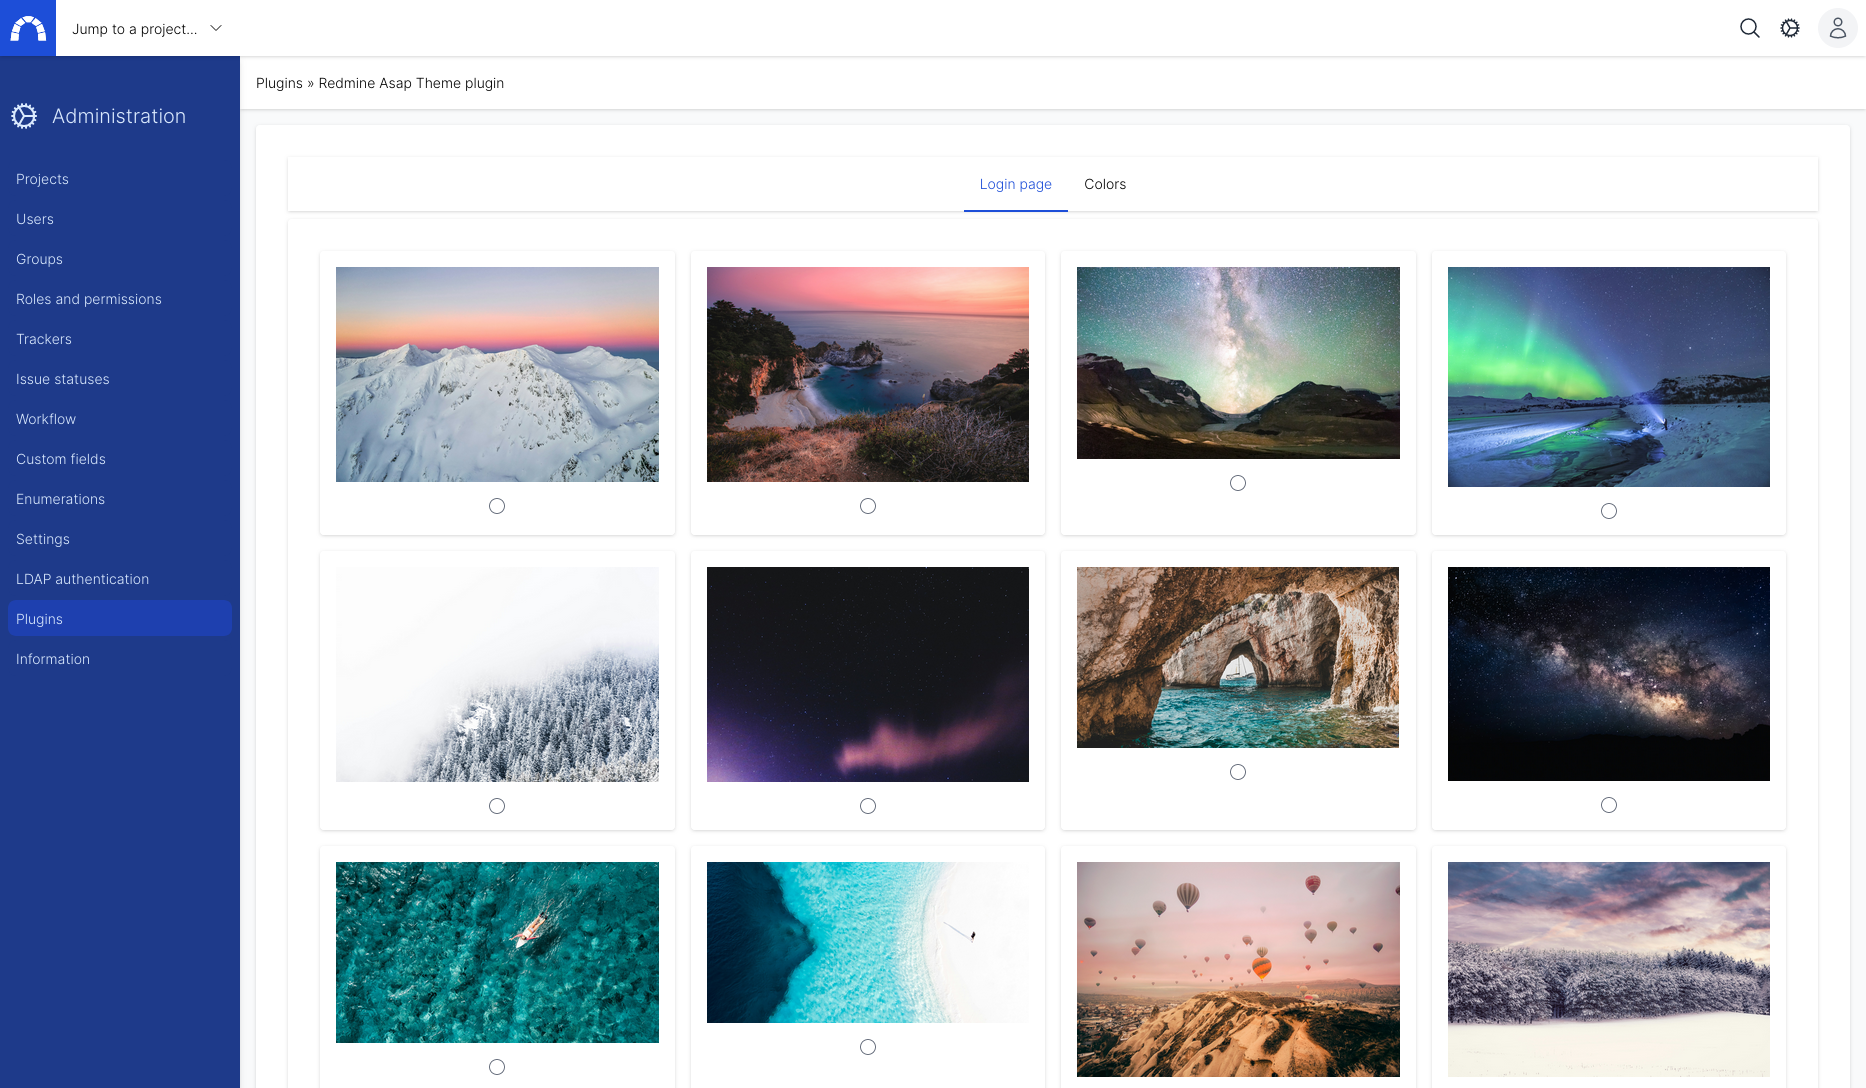 Jump to a project...
Administration
Projects
Users
Groups
Roles and permissions
Trackers
Issue statuses
Workflow
Custom fields
Enumerations
Settings
LDAP authentication
Plugins
Information
Plugins » Redmine Asap Theme plugin
Login page
Colors